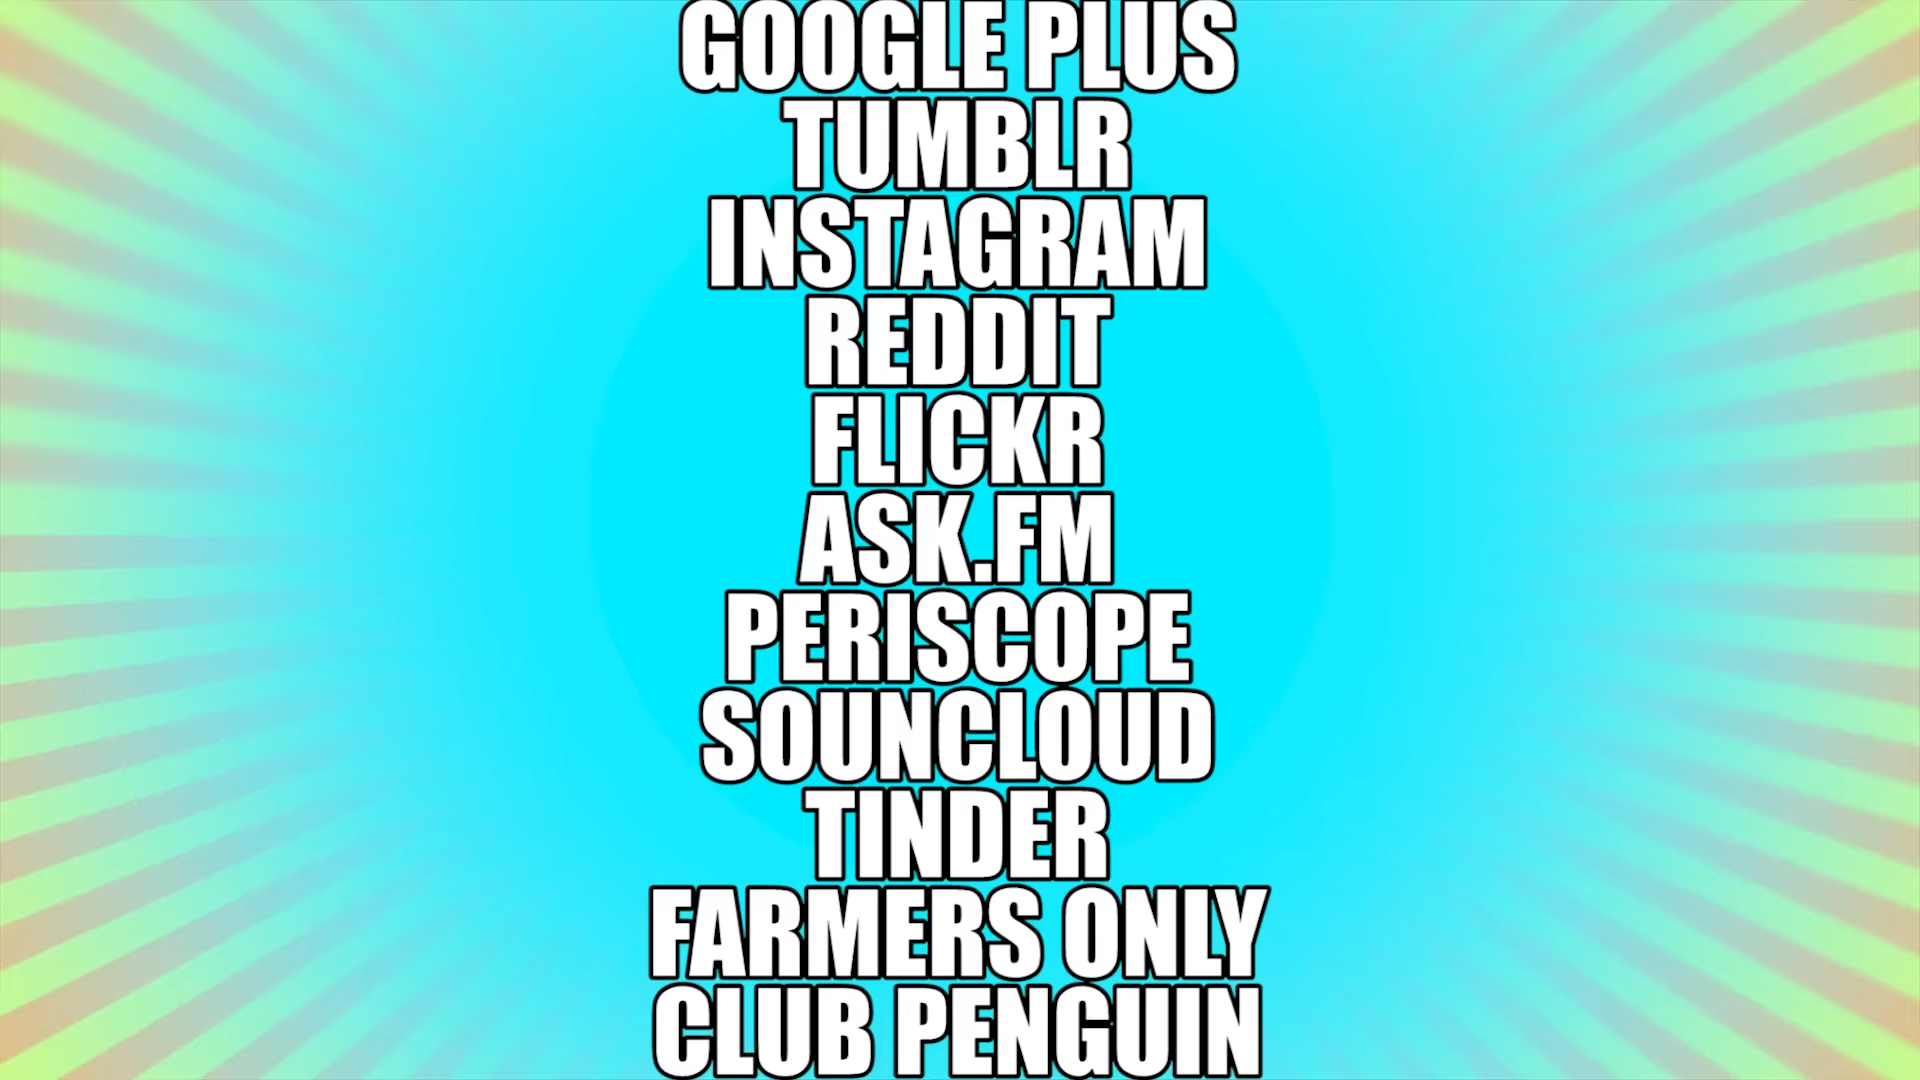 GOOGLE PLUS
TUMBLR
INSTAGRAM
REDDIT
FLICKR
ASK.FM
PERISCOPE
SOUNCLOUD
TINDER
FARMERS ONLY
CLUB PENGUIN